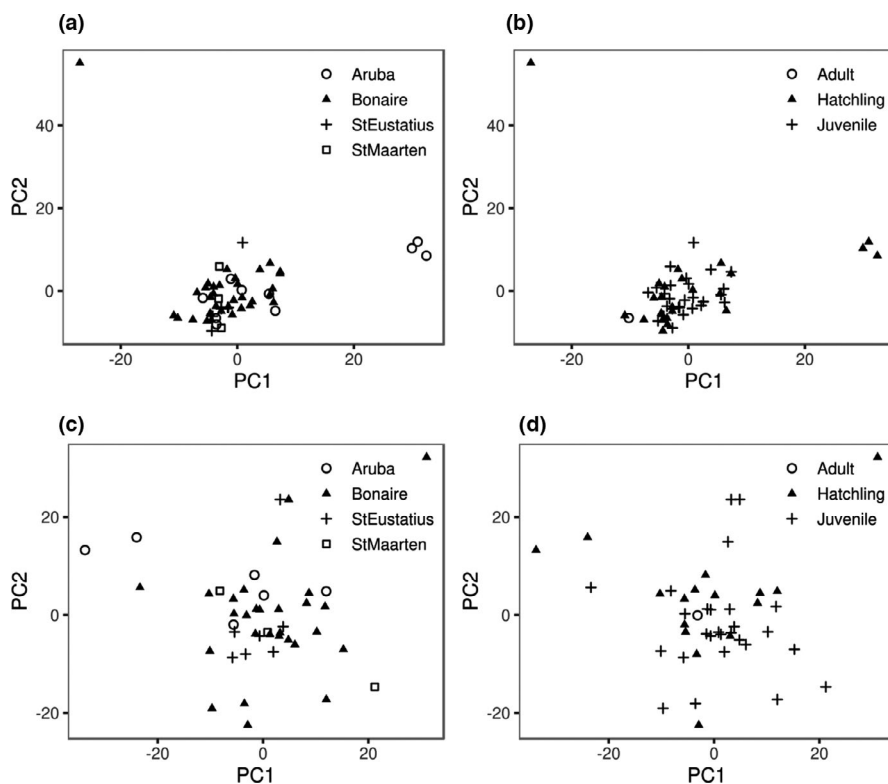 (a)
PC2
40
20
0
-20
0
20
PC1
Aruba
Bonaire
StEustatius
StMaarten
(b)
PC2
40
20
0
-20
0
20
PC1
Adult
Hatchling
Juvenile
(c)
PC2
20
0
-20
-20
0
20
PC1
Aruba
Bonaire
StEustatius
StMaarten
(d)
PC2
20
0
-20
-20
0
20
PC1
Adult
Hatchling
Juvenile